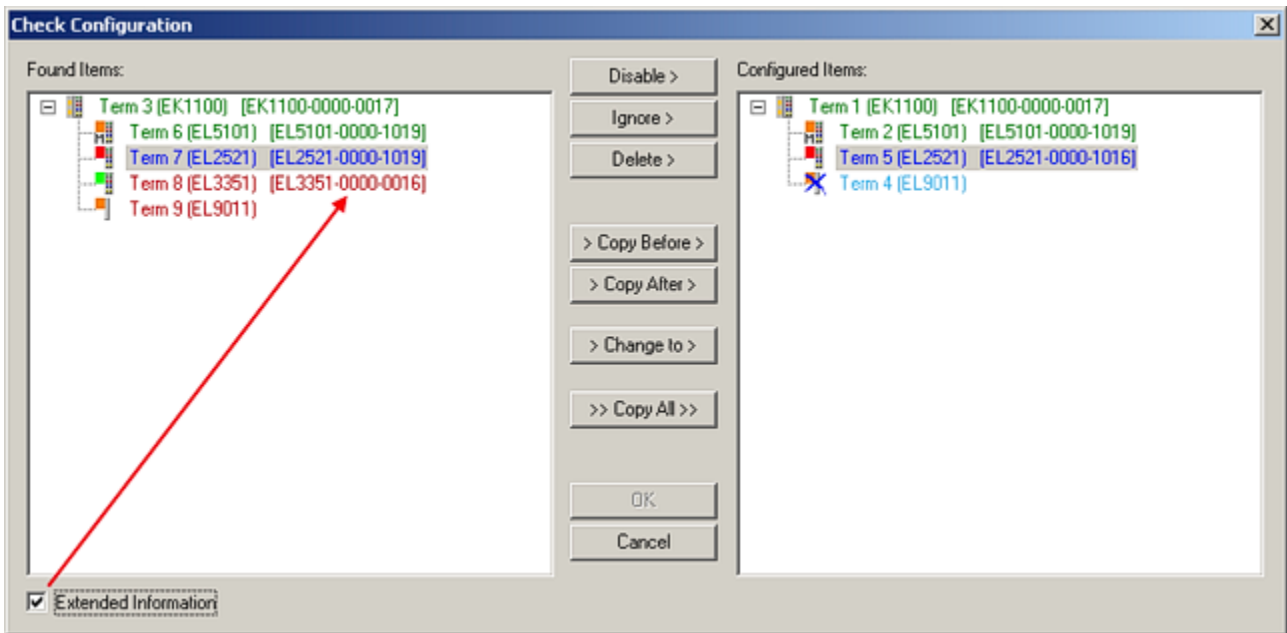 Check Configuration
Found Items:
Term 3 (EK1100) [EK1100-0000-0017]
Term 6 (EL5101) [EL5101-0000-1019]
Term 7 (EL2521) [EL2521-0000-1019]
Term 8 (EL3351) [EL3351-0000-0016]
Term 9 (EL9011)
Extended Information
Disable >
Ignore >
Delete >
> Copy Before >
> Copy After >
> Change to >
>> Copy All >>
OK
Cancel
Configured Items:
Term 1 (EK1100) [EK1100-0000-0017]
Term 2 (EL5101) [EL5101-0000-1019]
Term 5 (EL2521) [EL2521-0000-1016]
Term 4 (EL9011)